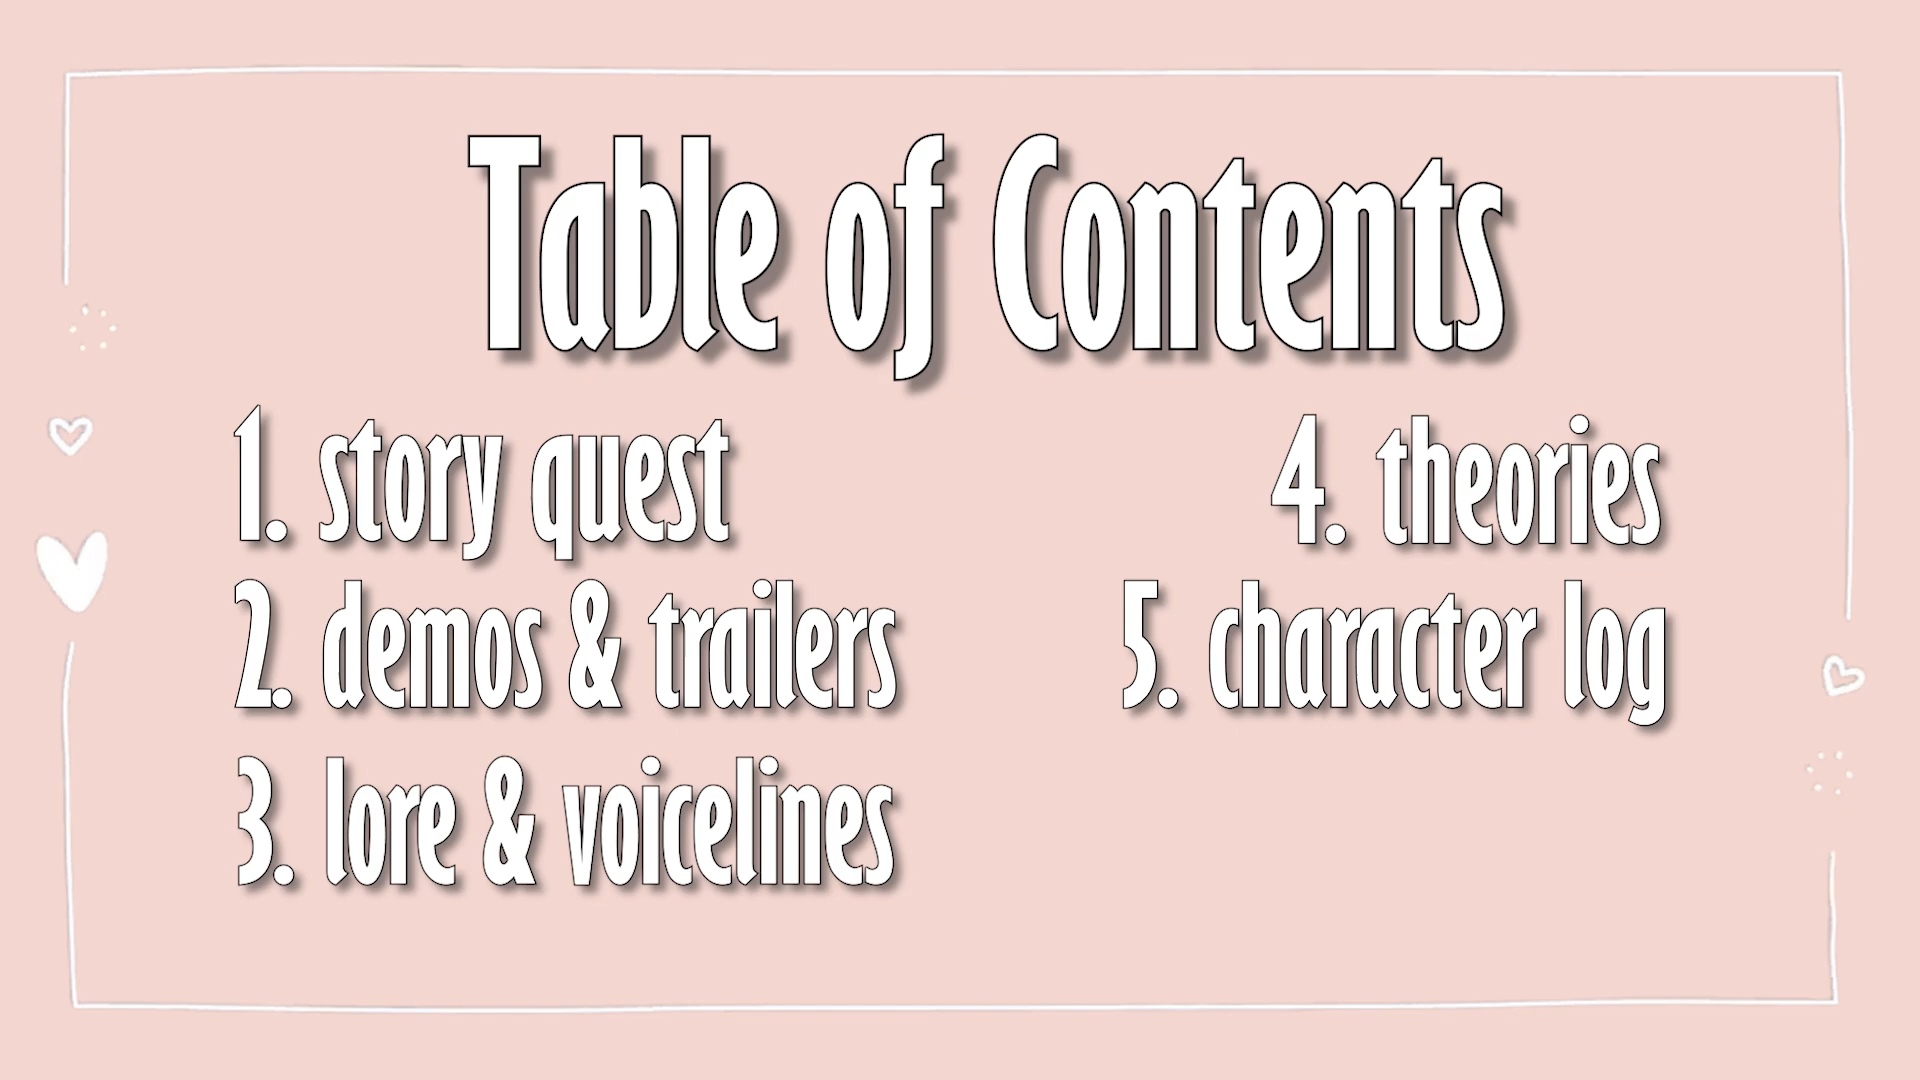 Table of Contents
1. story quest
2. demos & trailers
3. lore & voicelines
4. theories
5. character log